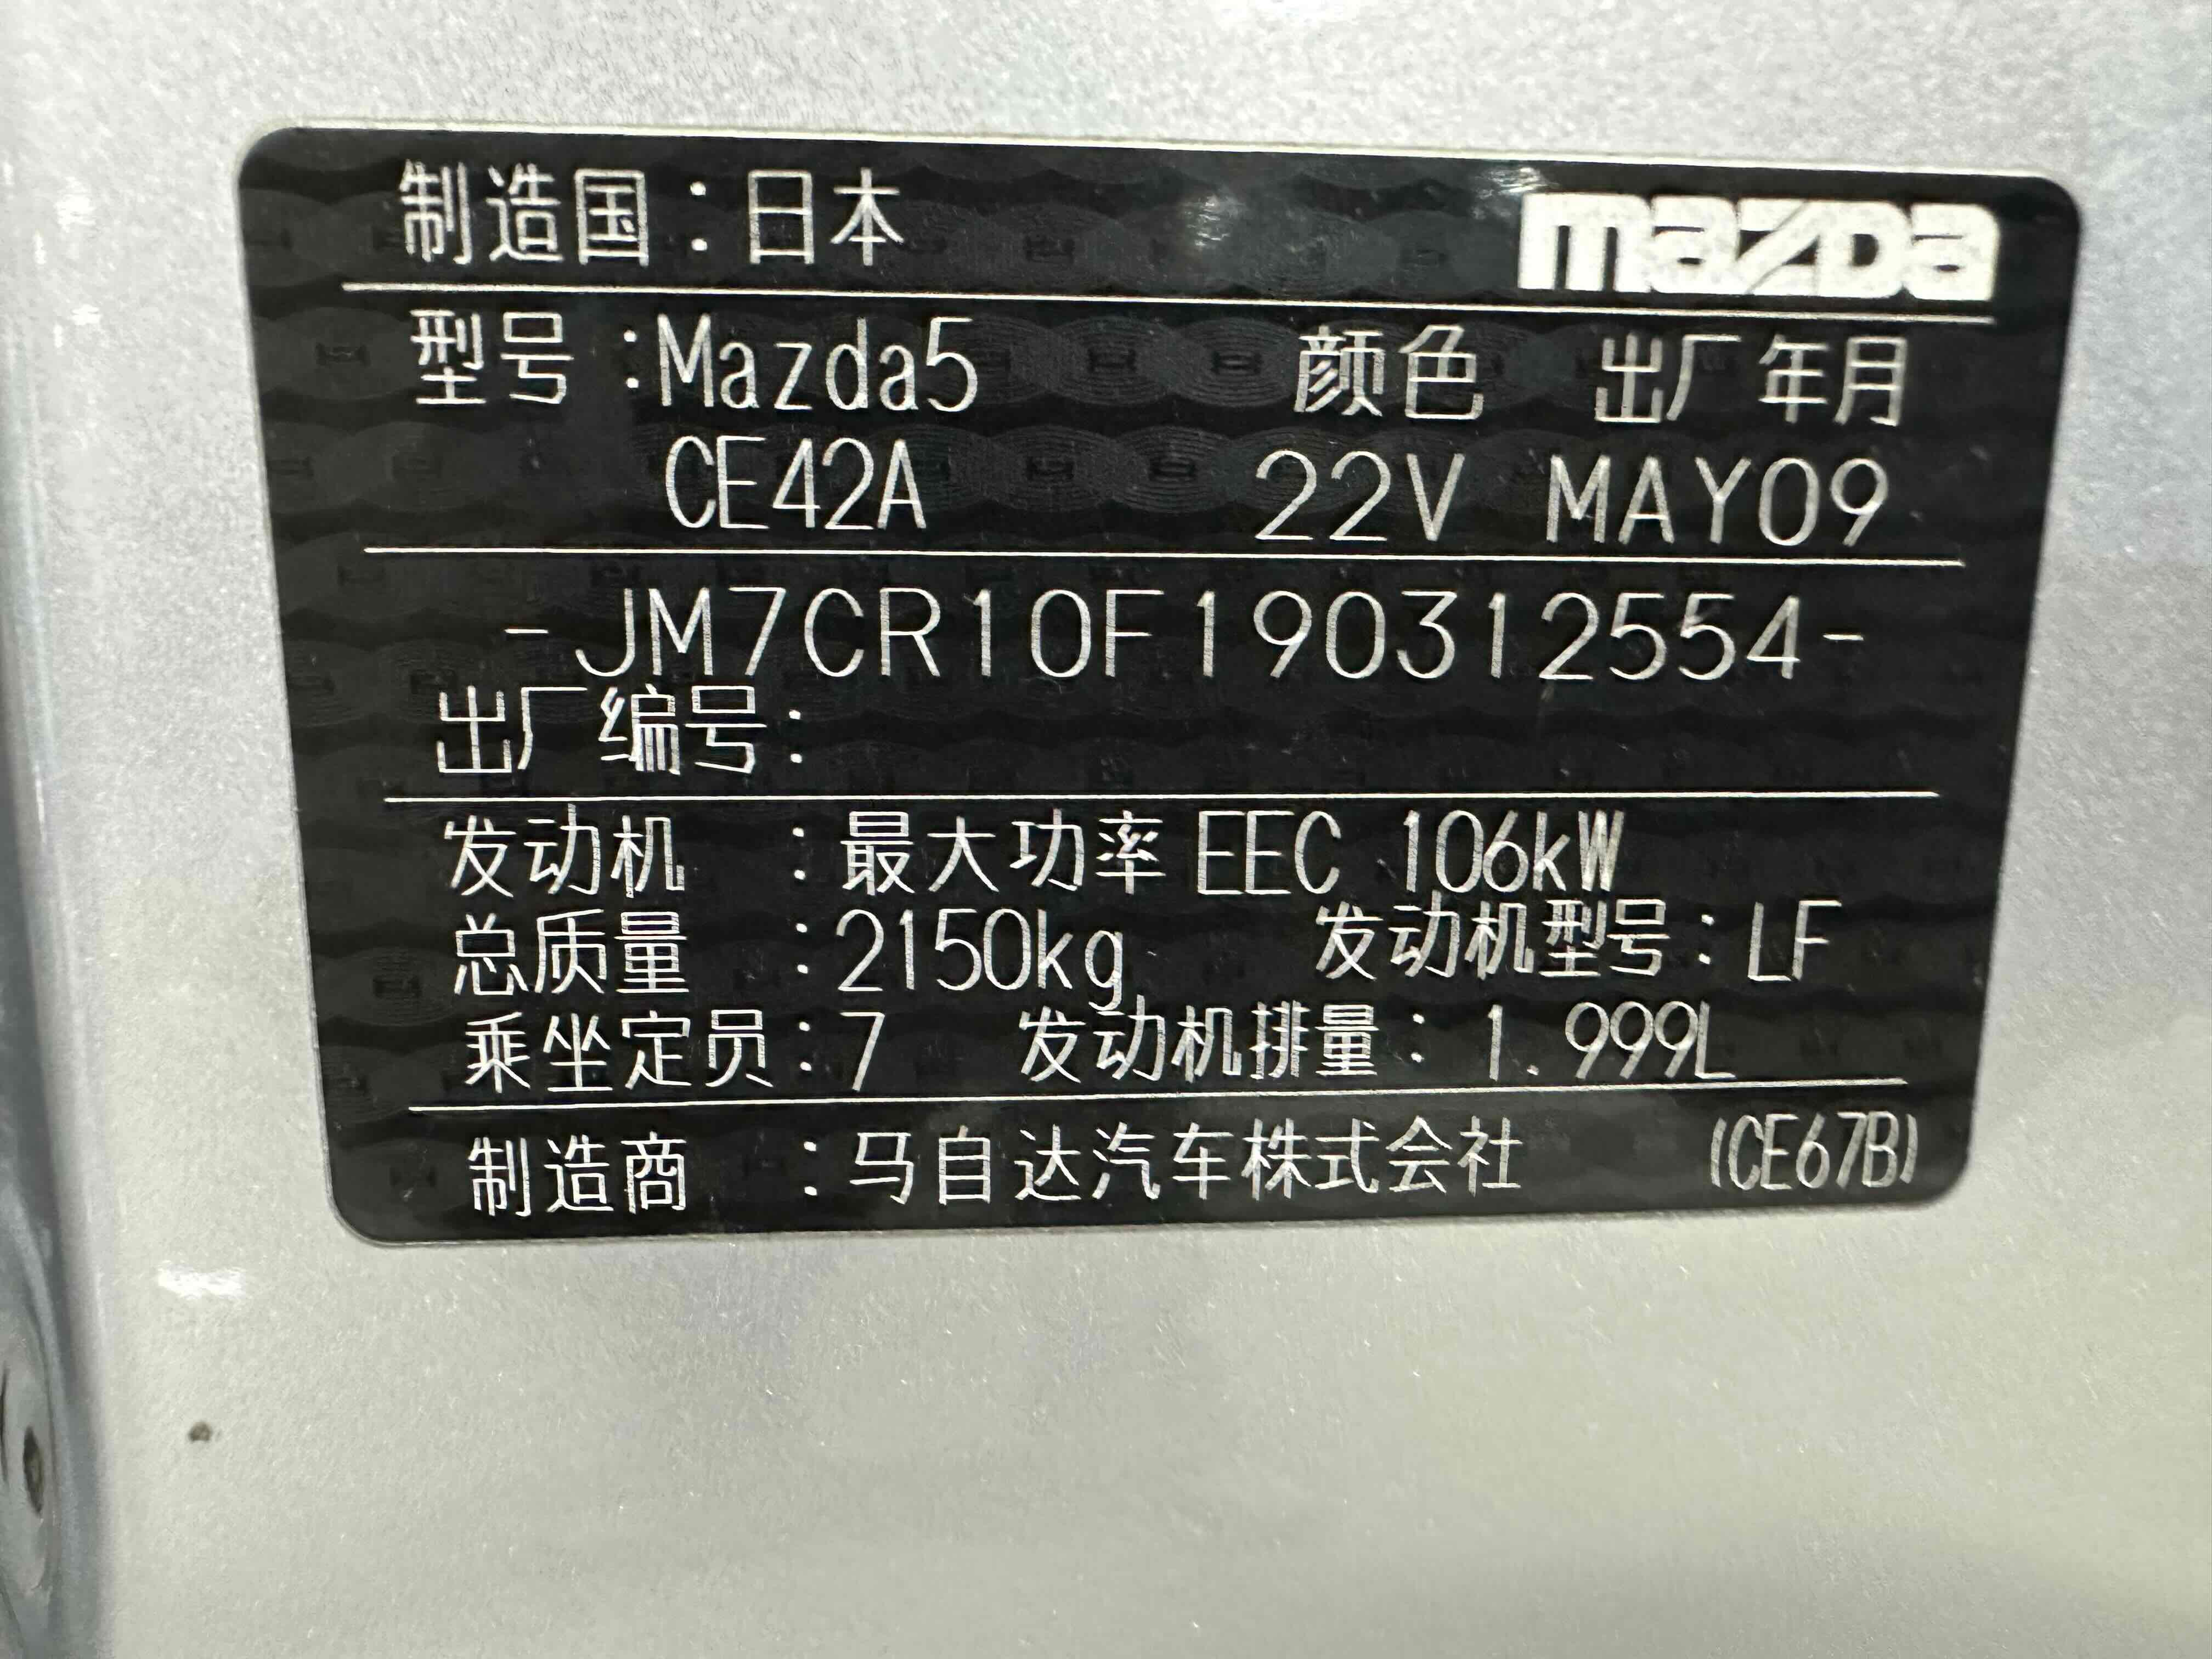 制造国:日本 mazda
型号 :Mazda5 颜色 出厂年月
CE42A 22V MAY09
- JM7CR10F190312554-
出厂编号:
发动机 :最大功率 EEC 106kW
总质量 :2150kg 发动机型号:LF
乘坐定员:7 发动机排量: 1.999L
制造商 :马自达汽车株式会社 (CE67B)